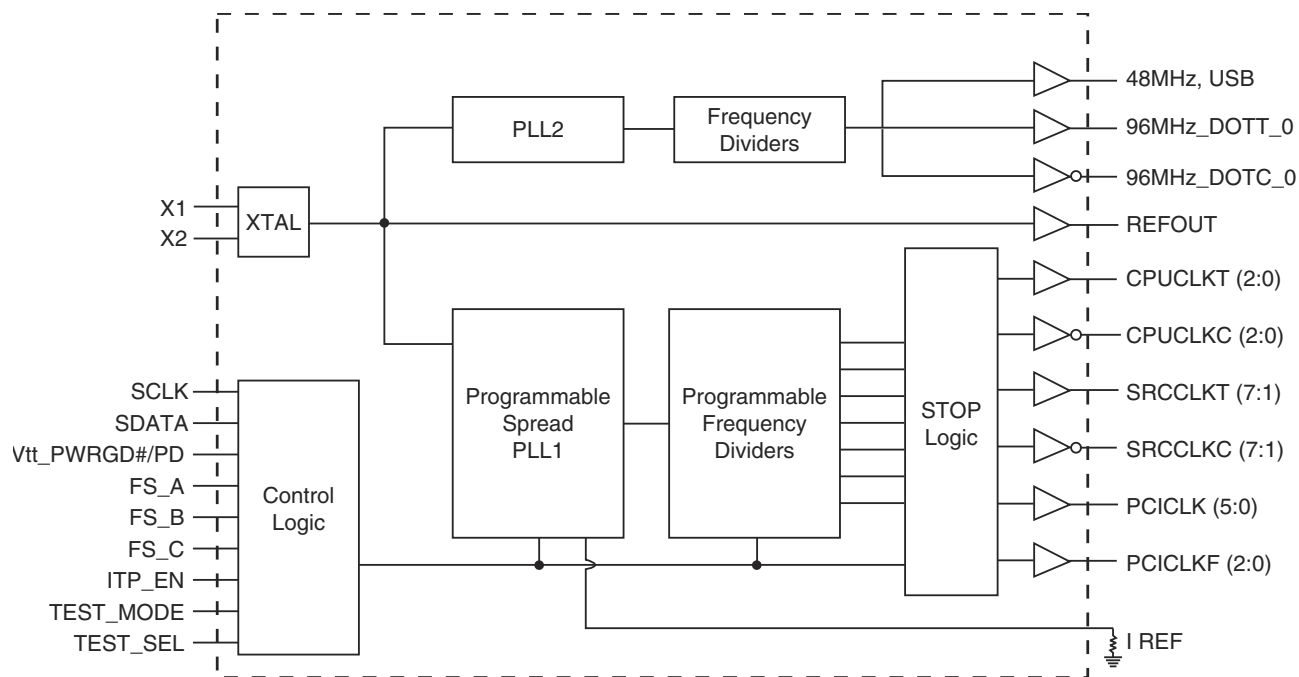 48MHz, USB
PLL2
Frequency
Dividers
96MHz_DOTT_0
96MHz_DOTC_0
X1
X2
XTAL
REFOUT
CPUCLKT (2:0)
CPUCLKC (2:0)
SRCCLKT (7:1)
SRCCLKC (7:1)
PCICLK (5:0)
PCICLKF (2:0)
Programmable
Spread
PLL1
Programmable
Frequency
Dividers
STOP
Logic
SCLK
SDATA
Vtt_PWRGD#/PD
FS_A
FS_B
FS_C
ITP_EN
TEST_MODE
TEST_SEL
Control
Logic
I REF